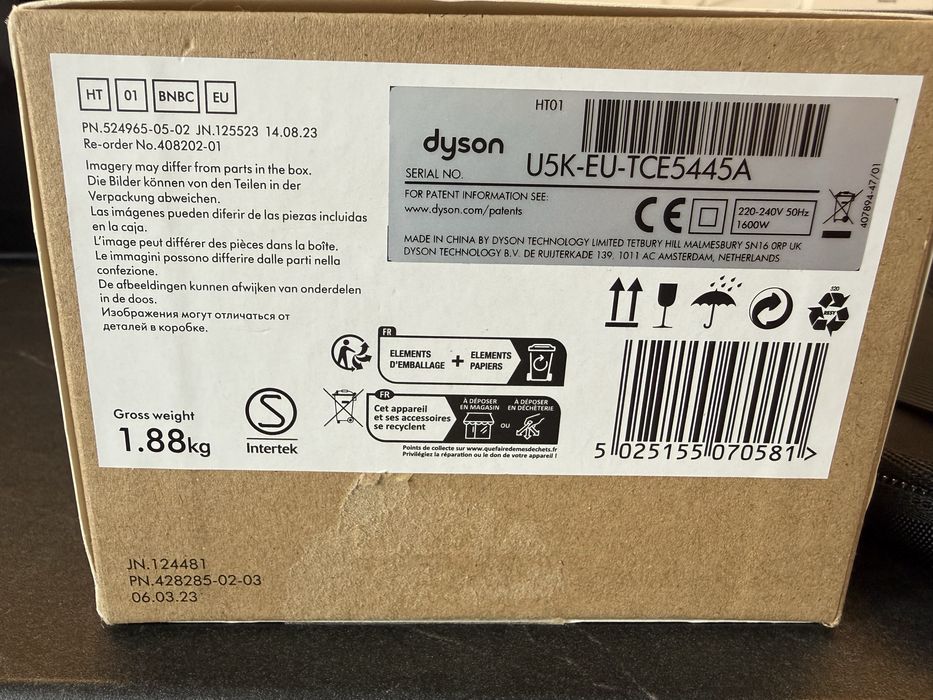 HT 01 BNBC EU
PN.524965-05-02 JN.125523 14.08.23
Re-order No.408202-01
Imagery may differ from parts in the box.
Die Bilder können von den Teilen in der
Verpackung abweichen.
Las imágenes pueden diferir de las piezas incluidas
en la caja.
L'image peut différer des pièces dans la boîte.
Le immagini possono differire dalle parti nella
confezione.
De afbeeldingen kunnen afwijken van onderdelen
in de doos.
Изображения могут отличаться от
деталей в коробке.
HT01
dyson
SERIAL NO. U5K-EU-TCE5445A
FOR PATENT INFORMATION SEE:
www.dyson.com/patents
CE
220-240V 50Hz
1600W
407894-47/01
MADE IN CHINA BY DYSON TECHNOLOGY LIMITED TETBURY HILL MALMESBURY SN16 0RP UK
DYSON TECHNOLOGY B.V. DE RUIJTERKADE 139. 1011 AC AMSTERDAM, NETHERLANDS
FR
ELEMENTS
D'EMBALLAGE
+
ELEMENTS
PAPIERS
FR
Cet appareil
et ses accessoires
se recyclent
À DÉPOSER
EN MAGASIN
OU
À DÉPOSER
EN DÉCHÈTERIE
Points de collecte sur www.quefairedemesdechets.fr
Privilégiez la réparation ou le don de votre appareil !
Gross weight
1.88kg
S
Intertek
5 025155 070581 >
JN.124481
PN.428285-02-03
06.03.23